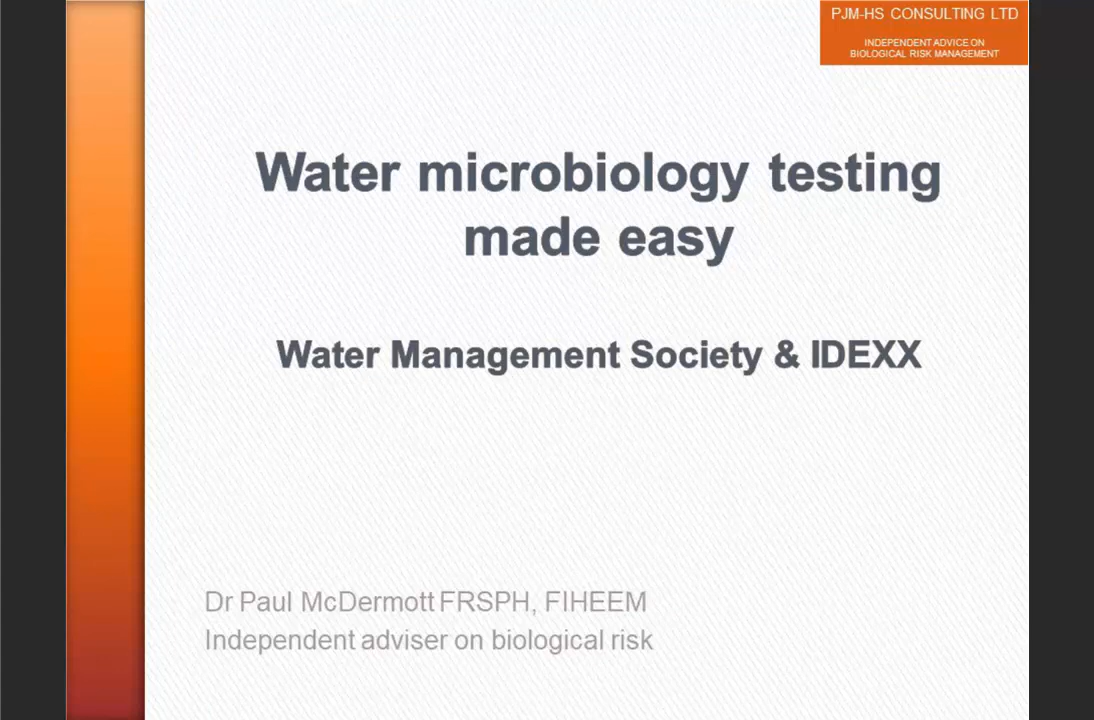 PJM-HS CONSULTING LTD
INDEPENDENT ADVICE ON
BIOLOGICAL RISK MANAGEMENT
Water microbiology testing
made easy
Water Management Society & IDEXX
Dr Paul McDermott FRSPH, FIHEEM
Independent adviser on biological risk